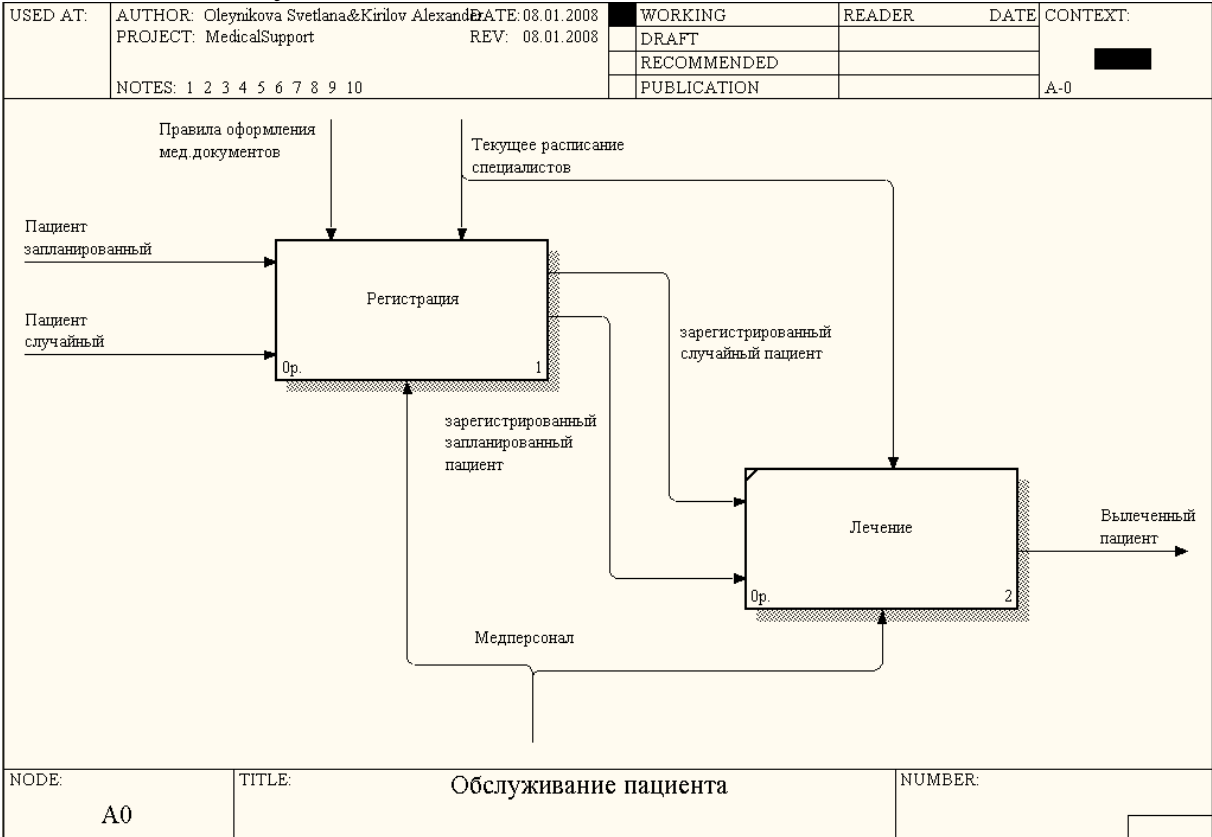 USED AT:
AUTHOR: Oleynikova Svetlana&Kirilov Alexander
DATE: 08.01.2008
WORKING
READER
DATE
CONTEXT:
PROJECT: MedicalSupport
REV: 08.01.2008
DRAFT
RECOMMENDED
NOTES: 1 2 3 4 5 6 7 8 9 10
PUBLICATION
A-0
Правила оформления
мед.документов
Текущее расписание
специалистов
Пациент
запланированный
Регистрация
Пациент
случайный
0р.
1
зарегистрированный
случайный пациент
зарегистрированный
запланированный
пациент
Лечение
Вылеченный
пациент
0р.
2
Медперсонал
NODE:
A0
TITLE:
Обслуживание пациента
NUMBER: